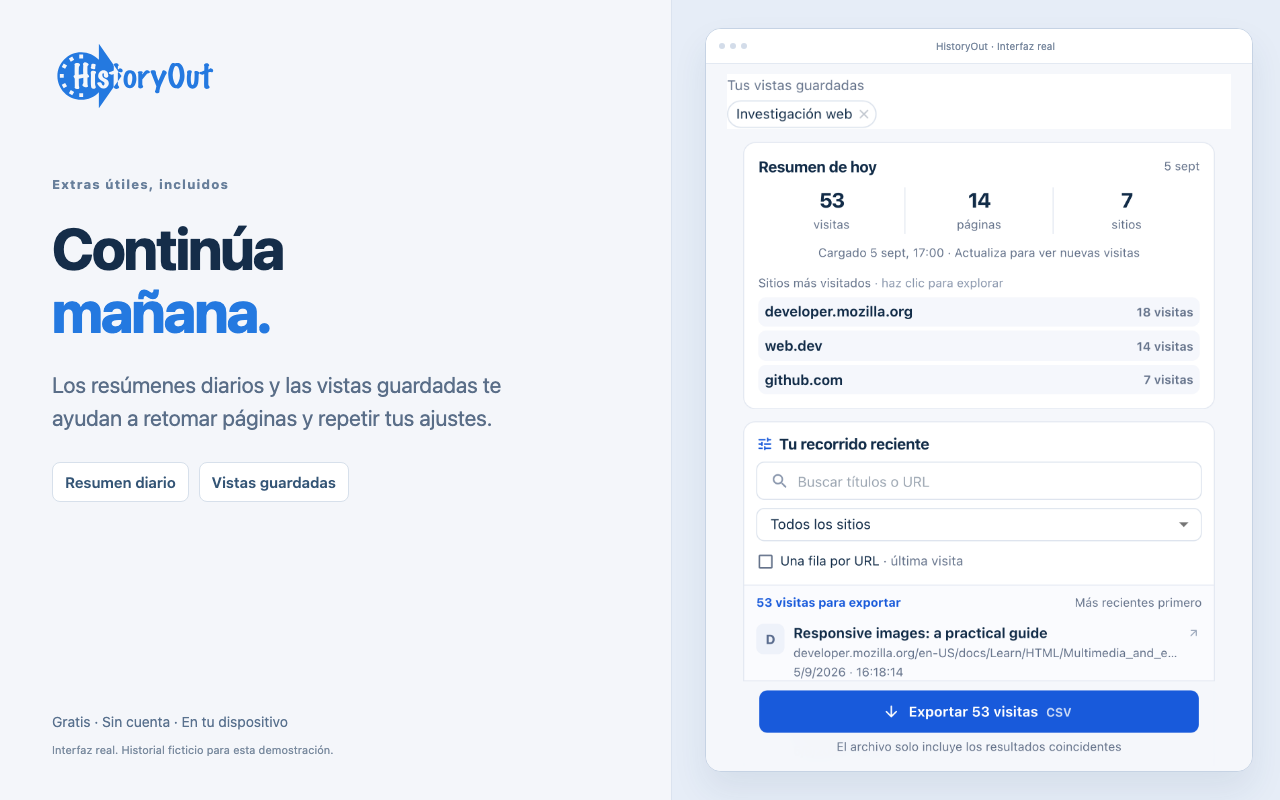 HistoryOut
Extras útiles, incluidos
Continúa
mañana.
Los resúmenes diarios y las vistas guardadas te
ayudan a retomar páginas y repetir tus ajustes.
Resumen diario
Vistas guardadas
Gratis · Sin cuenta · En tu dispositivo
Interfaz real. Historial ficticio para esta demostración.
HistoryOut · Interfaz real
Tus vistas guardadas
Investigación web
Resumen de hoy
5 sept
53
14
7
visitas
páginas
sitios
Cargado 5 sept, 17:00 · Actualiza para ver nuevas visitas
Sitios más visitados · haz clic para explorar
developer.mozilla.org
18 visitas
web.dev
14 visitas
github.com
7 visitas
Tu recorrido reciente
Buscar títulos o URL
Todos los sitios
Una fila por URL · última visita
53 visitas para exportar
Más recientes primero
D
Responsive images: a practical guide
developer.mozilla.org/en-US/docs/Learn/HTML/Multimedia_and_e...
5/9/2026 · 16:18:14
Exportar 53 visitas CSV
El archivo solo incluye los resultados coincidentes